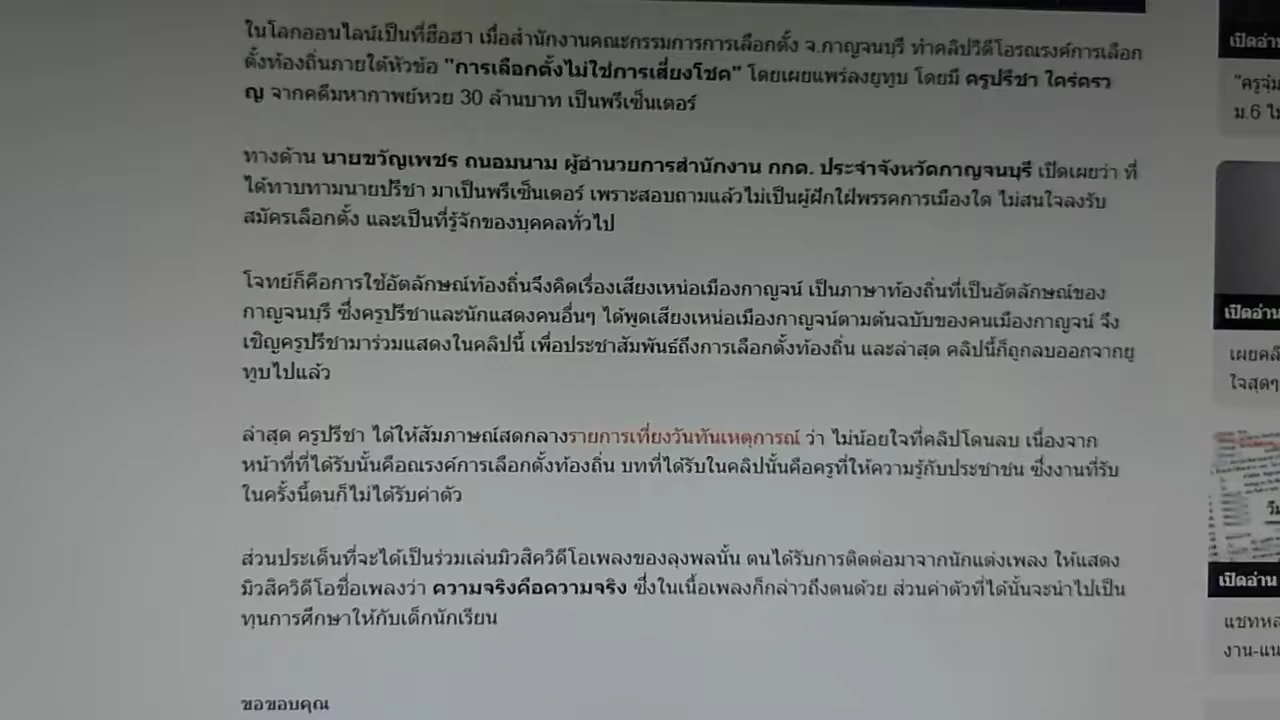 ในโลกออนไลน์เป็นที่ฮือฮา เมื่อสำนักงานคณะกรรมการการเลือกตั้ง จ.กาญจนบุรี ทำคลิปวิดีโอรณรงค์การเลือก
ตั้งท้องถิ่นภายใต้หัวข้อ "การเลือกตั้งไม่ใช่การเสี่ยงโชค" โดยเผยแพร่ลงยูทูบ โดยมี ครูปรีชา ใคร่ครว
ญ จากคดีมหากาพย์หวย 30 ล้านบาท เป็นพรีเซ็นเตอร์
ทางด้าน นายขวัญเพชร ถนอมนาม ผู้อำนวยการสำนักงาน กกต. ประจำจังหวัดกาญจนบุรี เปิดเผยว่า ที่
ได้ทาบทามนายปรีชา มาเป็นพรีเซ็นเตอร์ เพราะสอบถามแล้วไม่เป็นผู้ฝักใฝ่พรรคการเมืองใด ไม่สนใจลงรับ
สมัครเลือกตั้ง และเป็นที่รู้จักของบุคคลทั่วไป
โจทย์ก็คือการใช้อัตลักษณ์ท้องถิ่นจึงคิดเรื่องเสียงเหน่อเมืองกาญจน์ เป็นภาษาท้องถิ่นที่เป็นอัตลักษณ์ของ
กาญจนบุรี ซึ่งครูปรีชาและนักแสดงคนอื่นๆ ได้พูดเสียงเหน่อเมืองกาญจน์ตามต้นฉบับของคนเมืองกาญจน์ จึง
เชิญครูปรีชามาร่วมแสดงในคลิปนี้ เพื่อประชาสัมพันธ์ถึงการเลือกตั้งท้องถิ่น และล่าสุด คลิปนี้ก็ถูกลบออกจากยู
ทูบไปแล้ว
ล่าสุด ครูปรีชา ได้ให้สัมภาษณ์สดกลางรายการเที่ยงวันทันเหตุการณ์ ว่า ไม่น้อยใจที่คลิปโดนลบ เนื่องจาก
หน้าที่ที่ได้รับนั้นคือณรงค์การเลือกตั้งท้องถิ่น บทที่ได้รับในคลิปนั้นคือครูที่ให้ความรู้กับประชาชน ซึ่งงานที่รับ
ในครั้งนี้ตนก็ไม่ได้รับค่าตัว
ส่วนประเด็นที่จะได้เป็นร่วมเล่นมิวสิควิดีโอเพลงของลุงพลนั้น ตนได้รับการติดต่อมาจากนักแต่งเพลง ให้แสดง
มิวสิควิดีโอชื่อเพลงว่า ความจริงคือความจริง ซึ่งในเนื้อเพลงก็กล่าวถึงตนด้วย ส่วนค่าตัวที่ได้นั้นจะนำไปเป็น
ทุนการศึกษาให้กับเด็กนักเรียน
ขอขอบคุณ
เปิดอ่าน
"ครูจุ่ม
ม.6 ไม่
เปิดอ่าน
เผยคลิ
ใจสุดๆ
เปิดอ่าน
แชทหล
งาน-แน